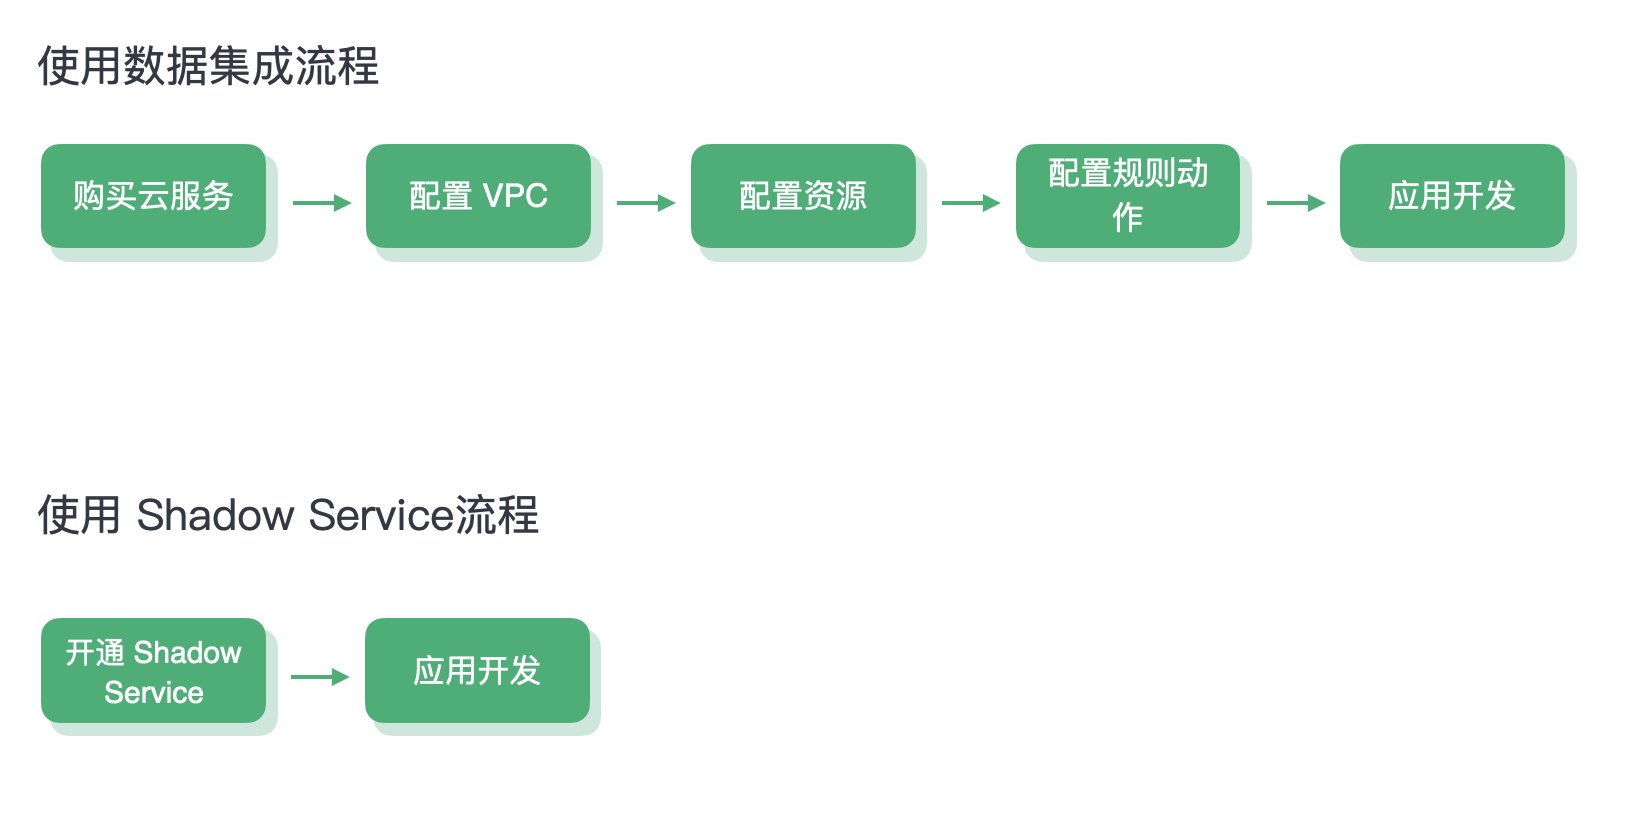 使用数据集成流程
购买云服务
配置 VPC
配置资源
配置规则动
作
应用开发
使用 Shadow Service流程
开通 Shadow
Service
应用开发